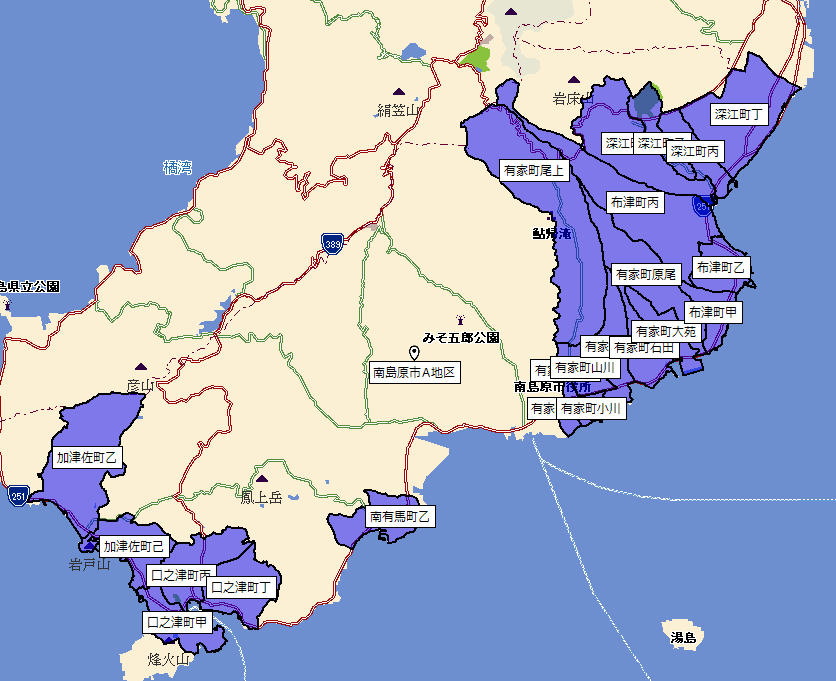 岩床山
絹笠山
深江町丁
深江
深江町
深江町丙
橘湾
有家町尾上
布津町丙
251
鮎帰滝
389
島県立公園
有家町原尾
布津町乙
布津町甲
有家町大苑
みそ五郎公園
有家
有家町石田
南島原市A地区
有家町山川
彦山
南島原市役所
有家
有家町小川
加津佐町乙
251
鳳上岳
南有馬町乙
加津佐町己
岩戸山
口之津町丙
口之津町丁
口之津町甲
湯島
烽火山